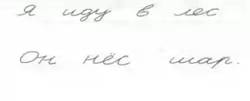 Я иду в лес
Он нёс шар.